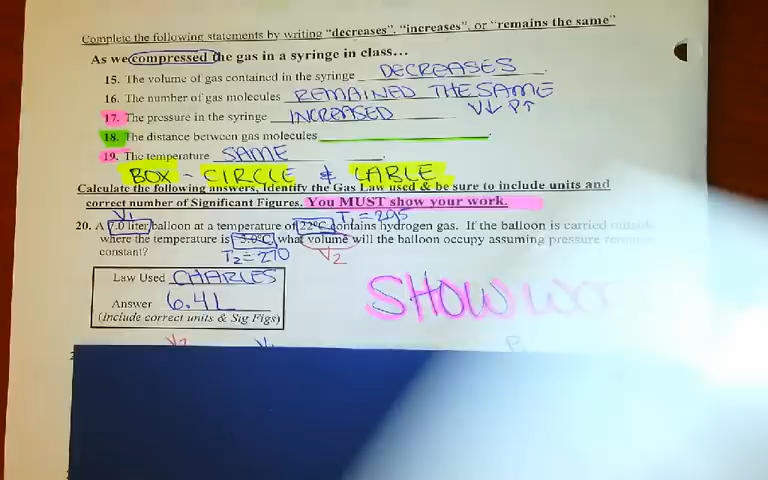 Complete the following statements by writing "decreases", "increases", or "remains the same"
As we compressed the gas in a syringe in class...
15. The volume of gas contained in the syringe DECREASES.
16. The number of gas molecules REMAINED THE SAME
17. The pressure in the syringe INCREASED V↓ P↑
18. The distance between gas molecules
19. The temperature SAME
BOX - CIRCLE & LABLE
Calculate the following answers. Identify the Gas Law used & be sure to include units and
correct number of Significant Figures. You MUST show your work.
V1 T1 = 295
20. A 7.0 liter balloon at a temperature of 22°C contains hydrogen gas. If the balloon is carried
where the temperature is -3.0°C, what volume will the balloon occupy assuming pressure
constant? T2 = 270 V2
Law Used CHARLES
Answer 6.4L
(Include correct units & Sig Figs)
SHOW